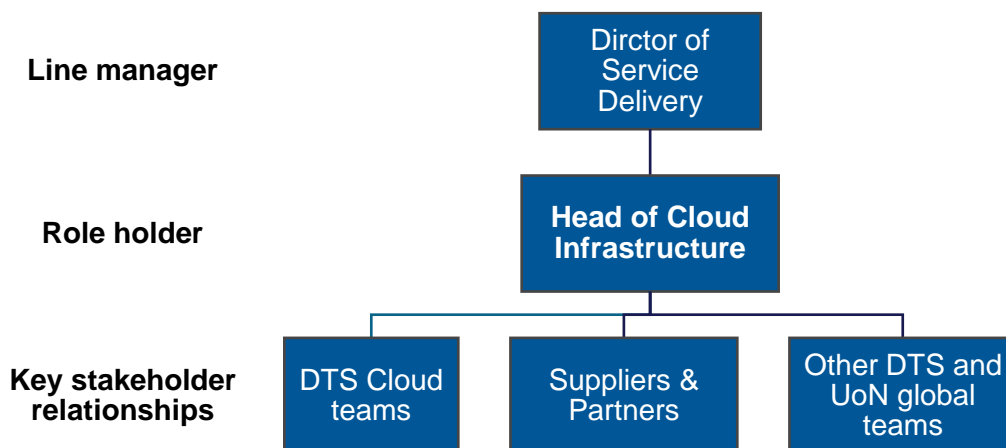 Line manager
Dirctor of
Service
Delivery
Role holder
Head of Cloud
Infrastructure
Key stakeholder
relationships
DTS Cloud
teams
Suppliers &
Partners
Other DTS and
UoN global
teams